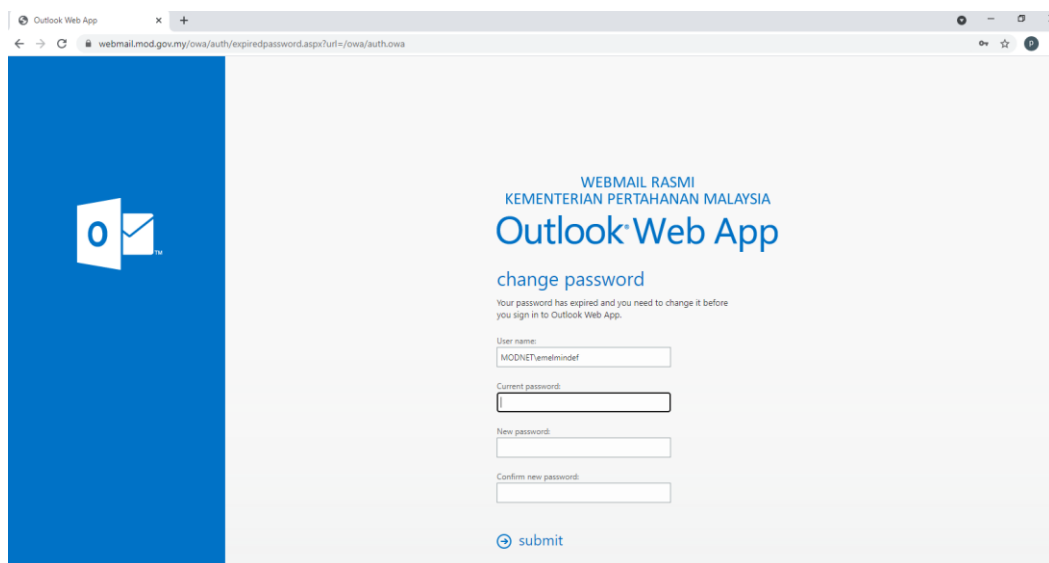 Outlook Web App
webmail.mod.gov.my/owa/auth/expiredpassword.aspx?url=/owa/auth.owa
P
O
TM
WEBMAIL RASMI
KEMENTERIAN PERTAHANAN MALAYSIA
Outlook® Web App
change password
Your password has expired and you need to change it before
you sign in to Outlook Web App.
User name:
MODNET\emelmindef
Current password:
New password:
Confirm new password:
submit